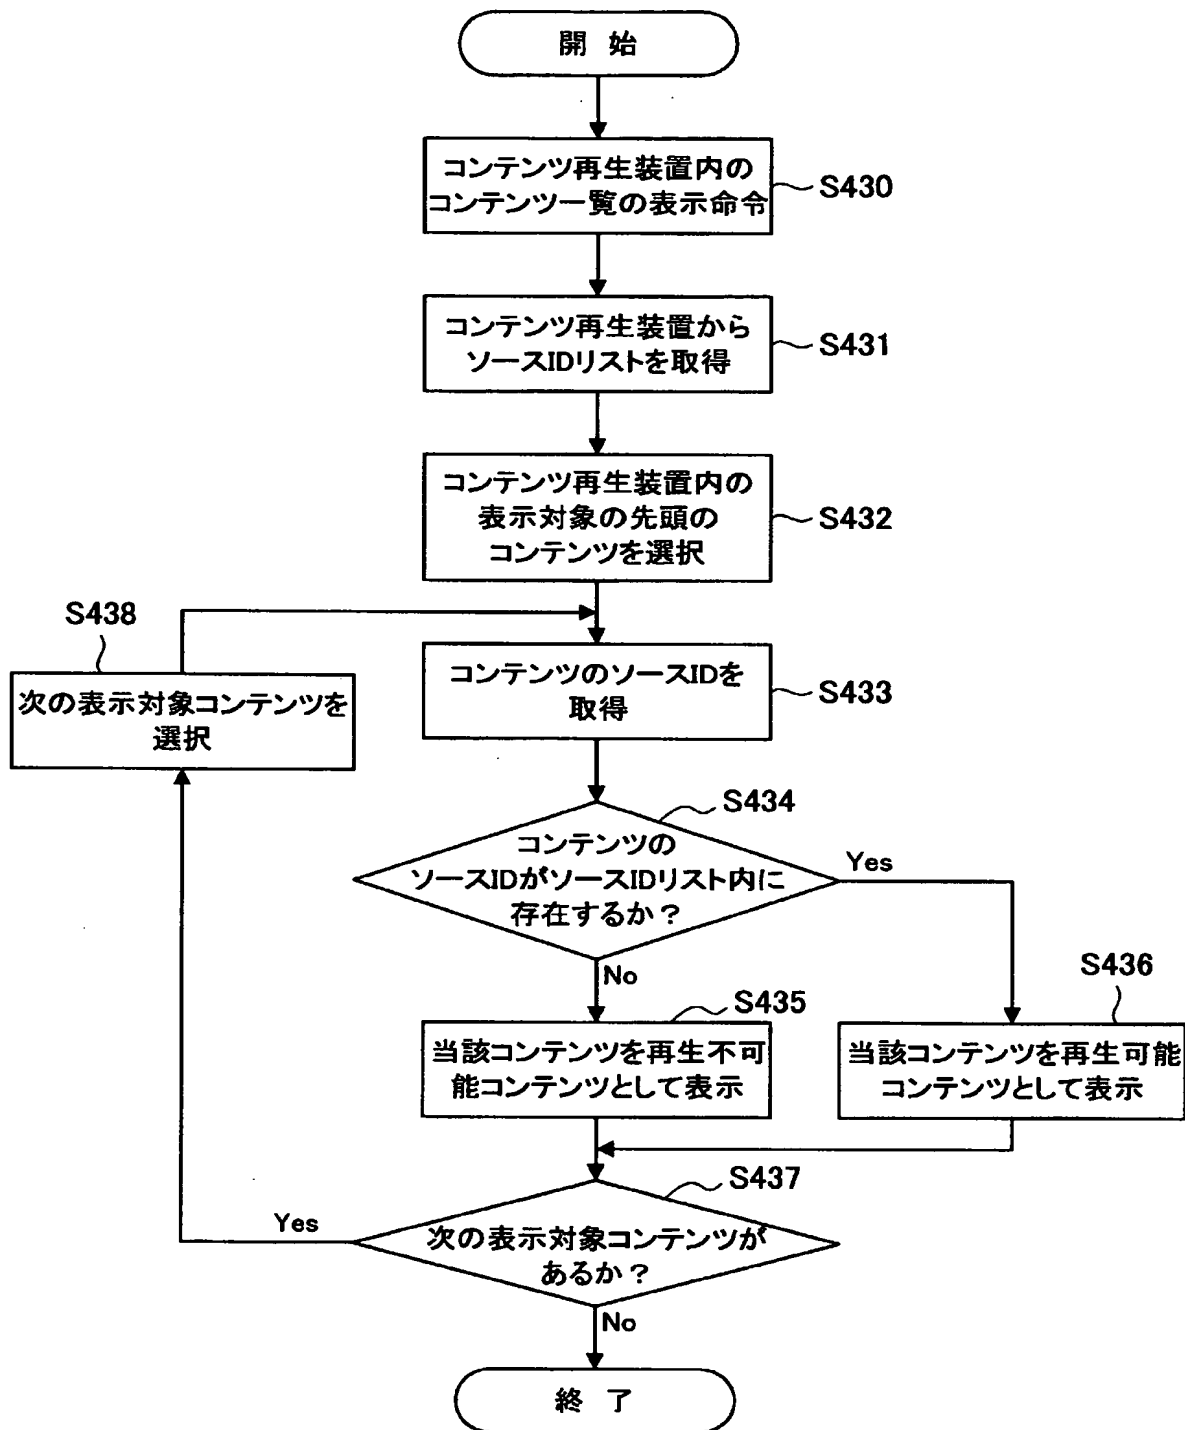 開 始
コンテンツ再生装置内の
コンテンツ一覧の表示命令
S430
コンテンツ再生装置から
ソースIDリストを取得
S431
コンテンツ再生装置内の
表示対象の先頭の
コンテンツを選択
S432
S438
次の表示対象コンテンツを
選択
コンテンツのソースIDを
取得
S433
S434
コンテンツの
ソースIDがソースIDリスト内に
存在するか？
Yes
No
S435
当該コンテンツを再生不可
能コンテンツとして表示
S436
当該コンテンツを再生可能
コンテンツとして表示
S437
次の表示対象コンテンツが
あるか？
Yes
No
終 了